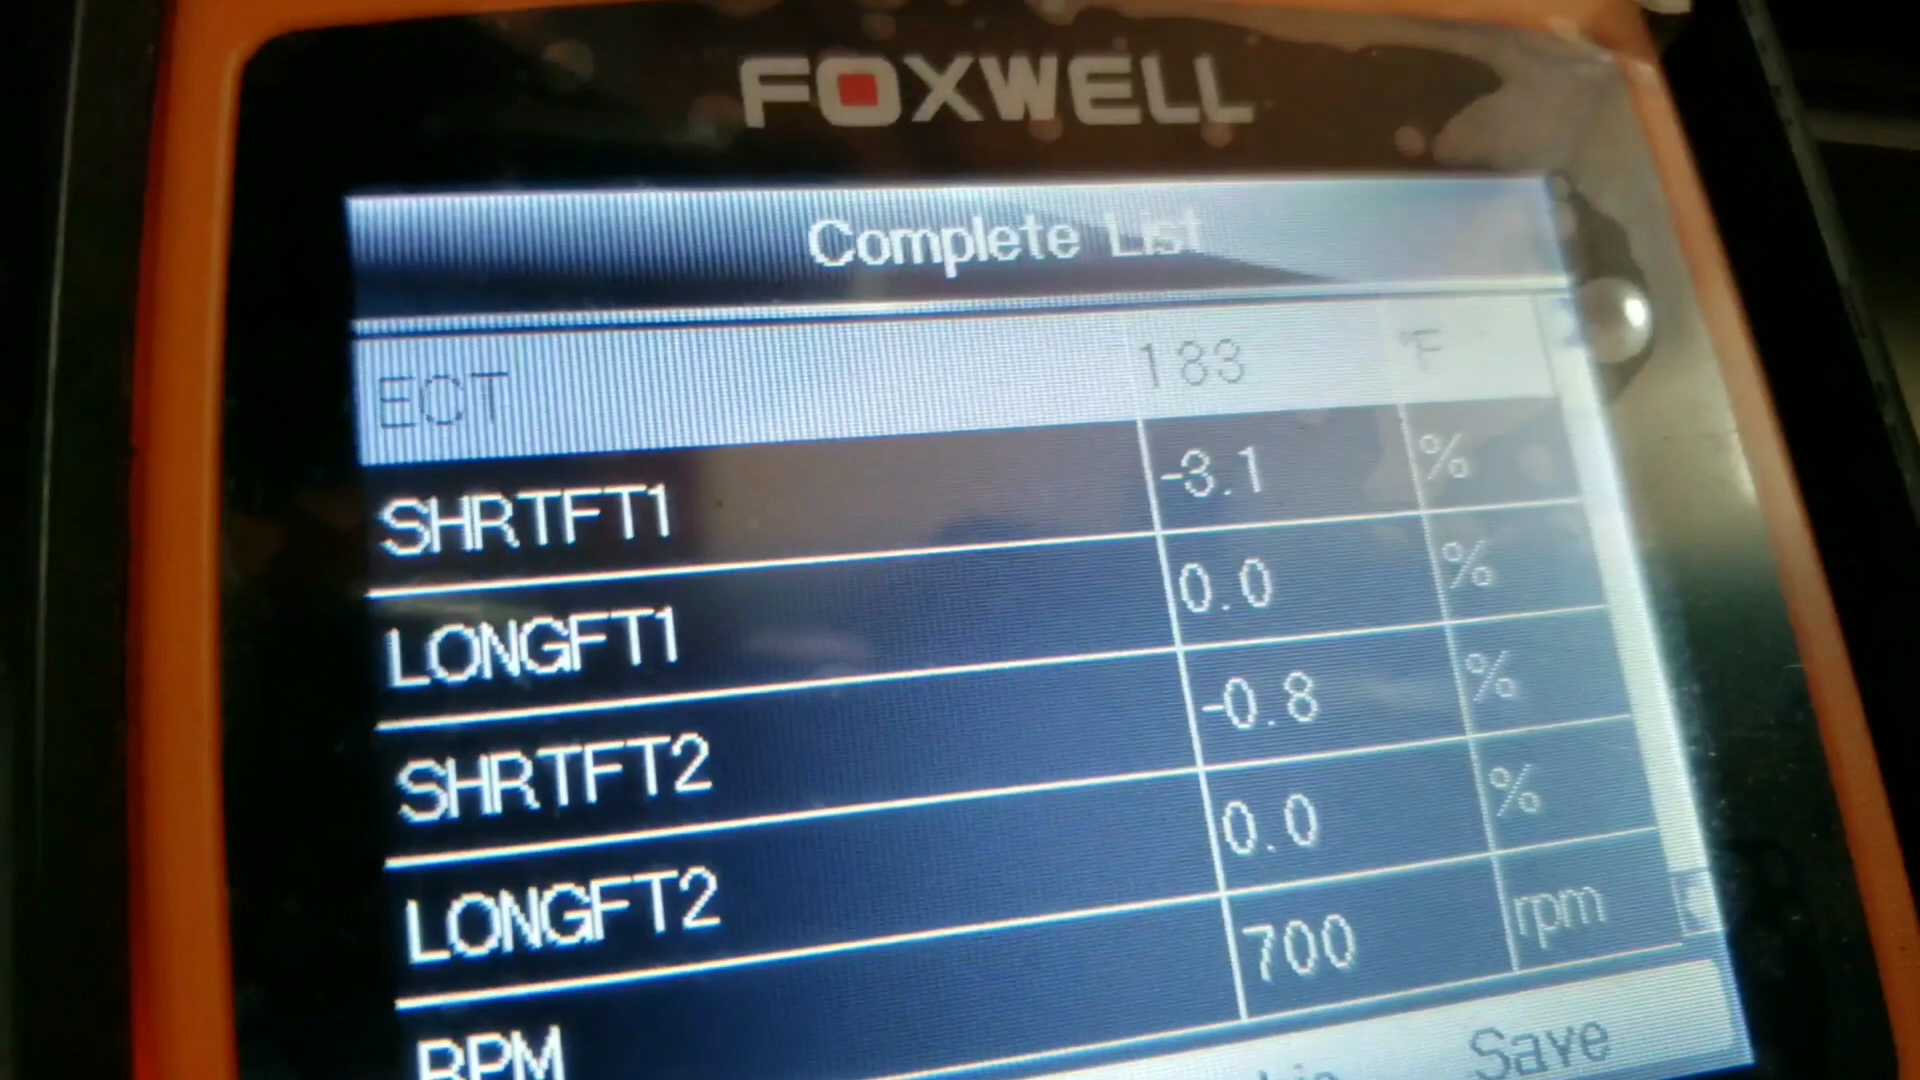 FOXWELL
Complete List
ECT 183 °F
SHRTFT1 -3.1 %
LONGFT1 0.0 %
SHRTFT2 -0.8 %
LONGFT2 0.0 %
RPM 700 rpm
Save